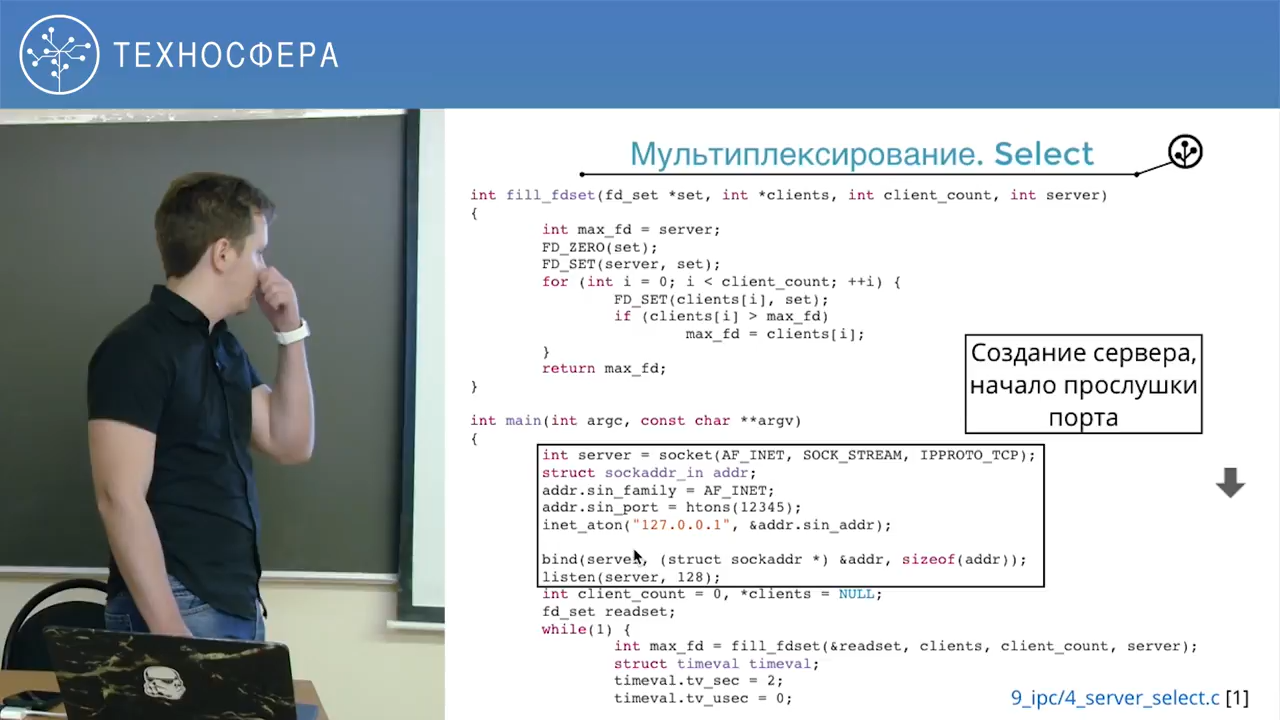 ТЕХНОСФЕРА
Мультиплексирование. Select
int fill_fdset(fd_set *set, int *clients, int client_count, int server)
{
int max_fd = server;
FD_ZERO(set);
FD_SET(server, set);
for (int i = 0; i < client_count; ++i) {
FD_SET(clients[i], set);
if (clients[i] > max_fd)
max_fd = clients[i];
}
return max_fd;
}
Создание сервера,
начало прослушки
порта
int main(int argc, const char **argv)
{
int server = socket(AF_INET, SOCK_STREAM, IPPROTO_TCP);
struct sockaddr_in addr;
addr.sin_family = AF_INET;
addr.sin_port = htons(12345);
inet_aton("127.0.0.1", &addr.sin_addr);
bind(server, (struct sockaddr *) &addr, sizeof(addr));
listen(server, 128);
int client_count = 0, *clients = NULL;
fd_set readset;
while(1) {
int max_fd = fill_fdset(&readset, clients, client_count, server);
struct timeval timeval;
timeval.tv_sec = 2;
timeval.tv_usec = 0;
9_ipc/4_server_select.c [1]